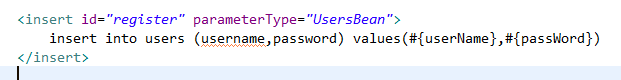 <insert id="register" parameterType="UsersBean">
insert into users (username,password) values(#{userName},#{passWord})
</insert>